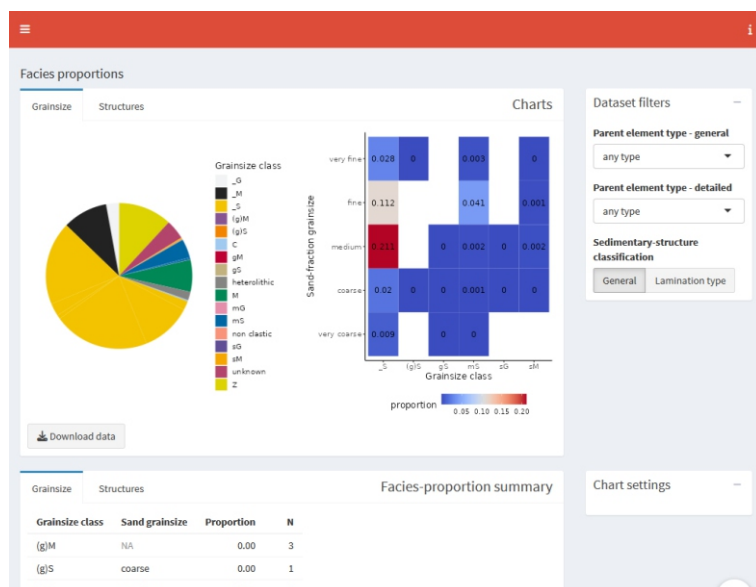 i
Facies proportions
Grainsize Structures Charts
Grainsize class
_G
_M
_S
(g)M
(g)S
C
gM
gS
heterolithic
M
mG
mS
non clastic
sG
sM
unknown
Z
Sand-fraction grainsize
very fine 0.028 0 0.003 0
fine 0.112 0.041 0.001
medium 0.211 0 0.002 0 0.002
coarse 0.02 0 0 0.001 0 0
very coarse 0.009 0 0
_S (g)S gS mS sG sM
Grainsize class
proportion
0.05 0.10 0.15 0.20
Download data
Dataset filters
Parent element type - general
any type
Parent element type - detailed
any type
Sedimentary-structure
classification
General Lamination type
Grainsize Structures Facies-proportion summary
Grainsize class Sand grainsize Proportion N
(g)M NA 0.00 3
(g)S coarse 0.00 1
Chart settings